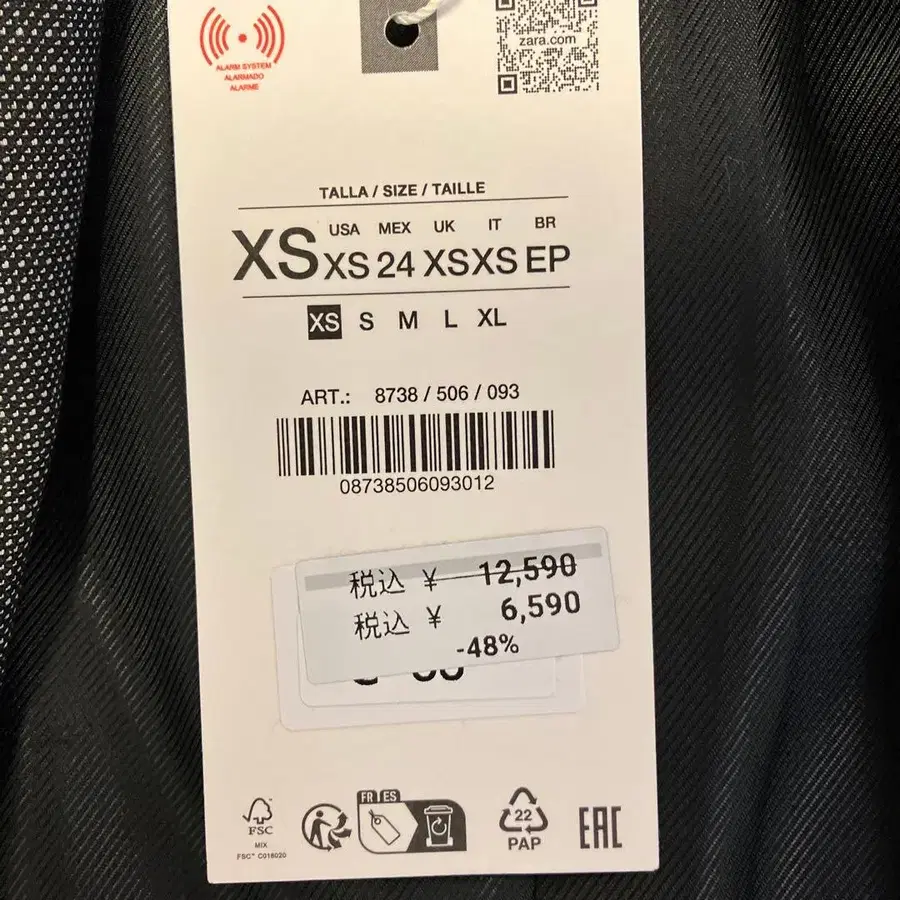 zara.com
ALARM SYSTEM
ALARMADO
ALARME
TALLA / SIZE / TAILLE
USA MEX UK IT BR
XS XS 24 XS XS EP
XS S M L XL
ART.: 8738 / 506 / 093
08738506093012
税込 ¥ 12,590
税込 ¥ 6,590
-48%
FR ES
FSC
MIX
FSC™ C018020
22
PAP
EAC